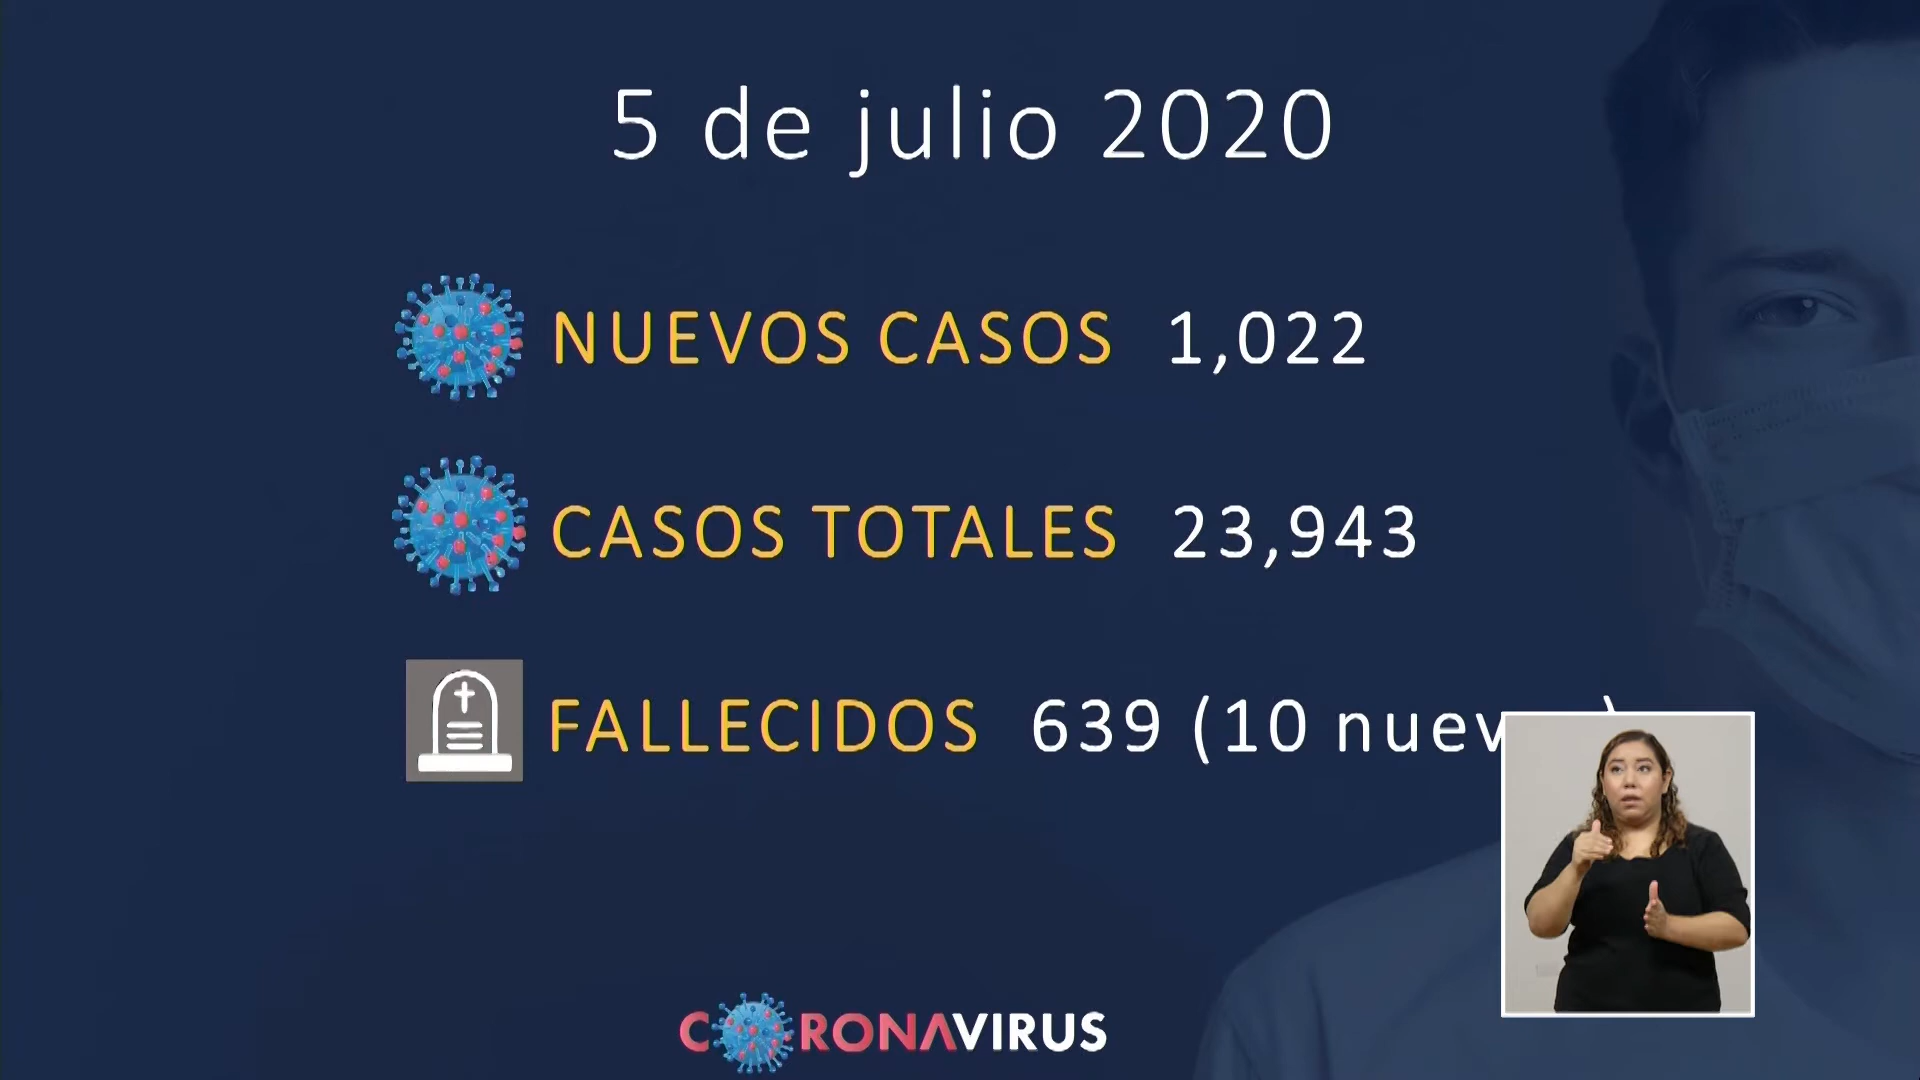 5 de julio 2020
NUEVOS CASOS 1,022
CASOS TOTALES 23,943
FALLECIDOS 639 (10
CORONAVIRUS